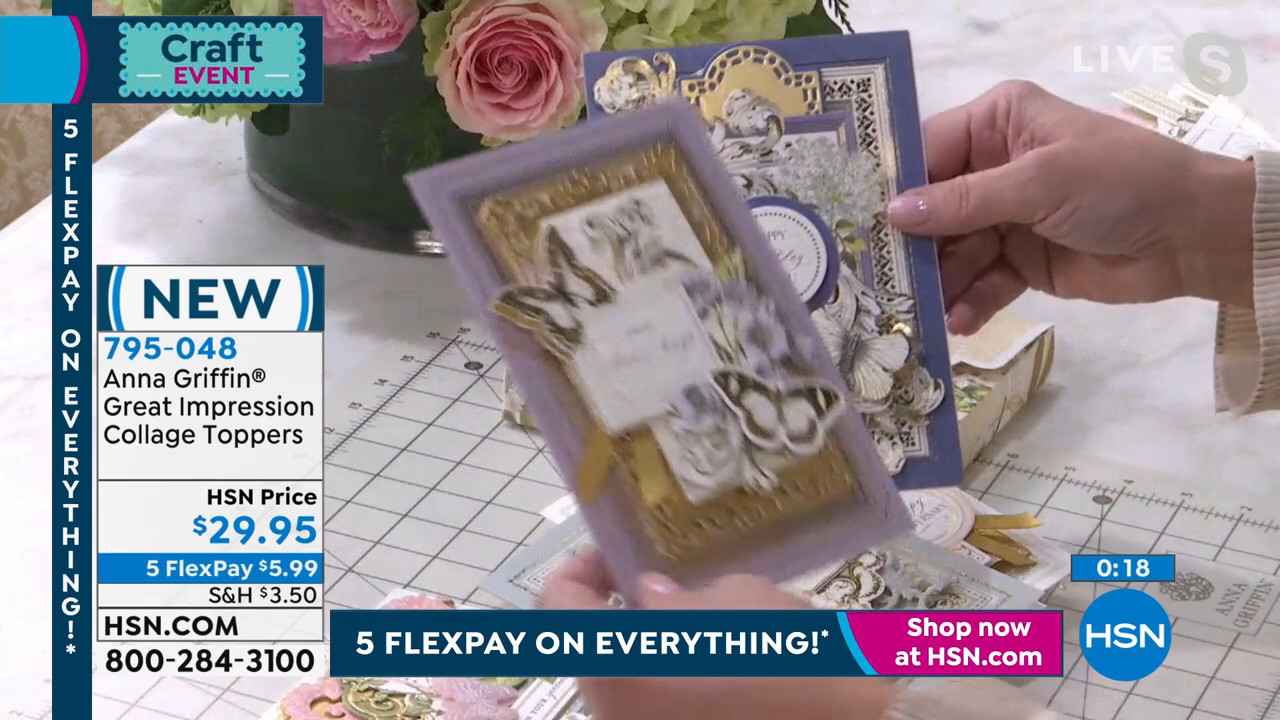 Craft
EVENT
LIVE S
5 FLEXPAY ON EVERYTHING!*
NEW
795-048
Anna Griffin®
Great Impression
Collage Toppers
HSN Price
$29.95
5 FlexPay $5.99
S&H $3.50
HSN.COM
800-284-3100
5 FLEXPAY ON EVERYTHING!*
Shop now
at HSN.com
0:18
HSN
ANNA
GRIFFIN